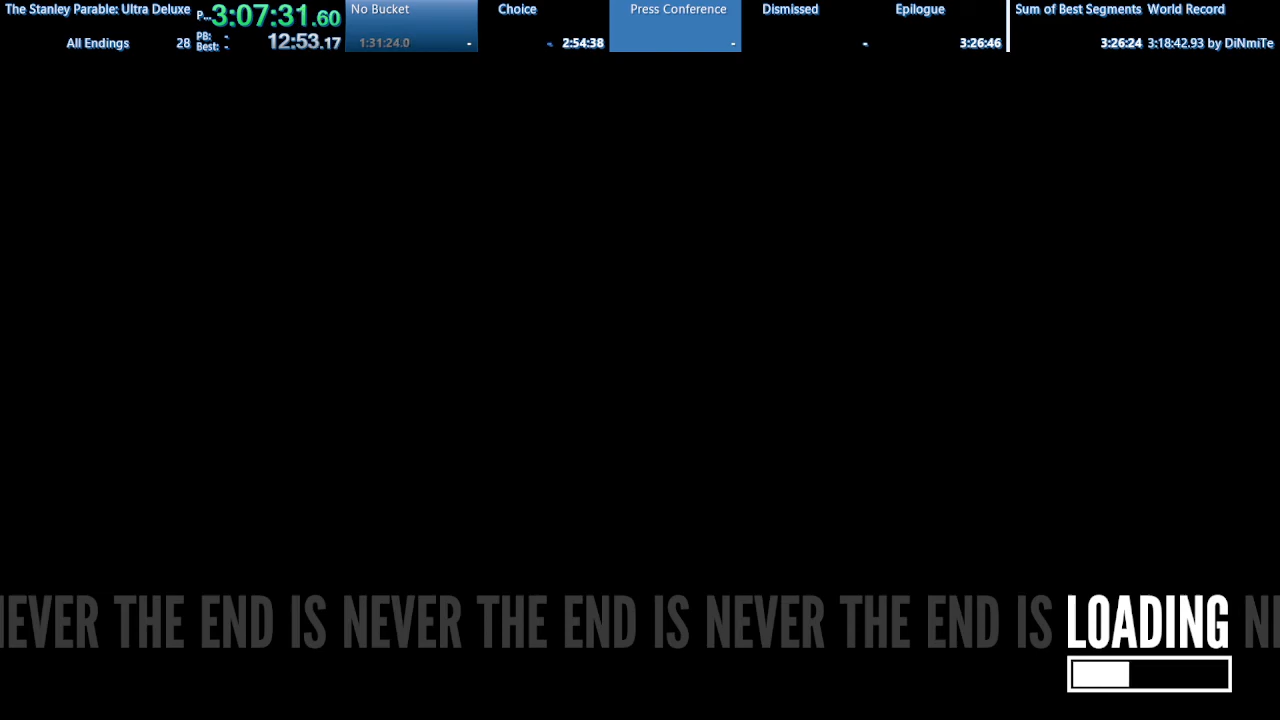 The Stanley Parable: Ultra Deluxe
All Endings 28
P... 3:07:31.60
PB: -
Best: -
12:53.17
No Bucket
1:31:24.0 -
Choice
- 2:54:38
Press Conference
-
Dismissed
-
Epilogue
3:26:46
Sum of Best Segments
3:26:24
World Record
3:18:42.93 by DiNmiTe
NEVER THE END IS NEVER THE END IS NEVER THE END IS LOADING NE